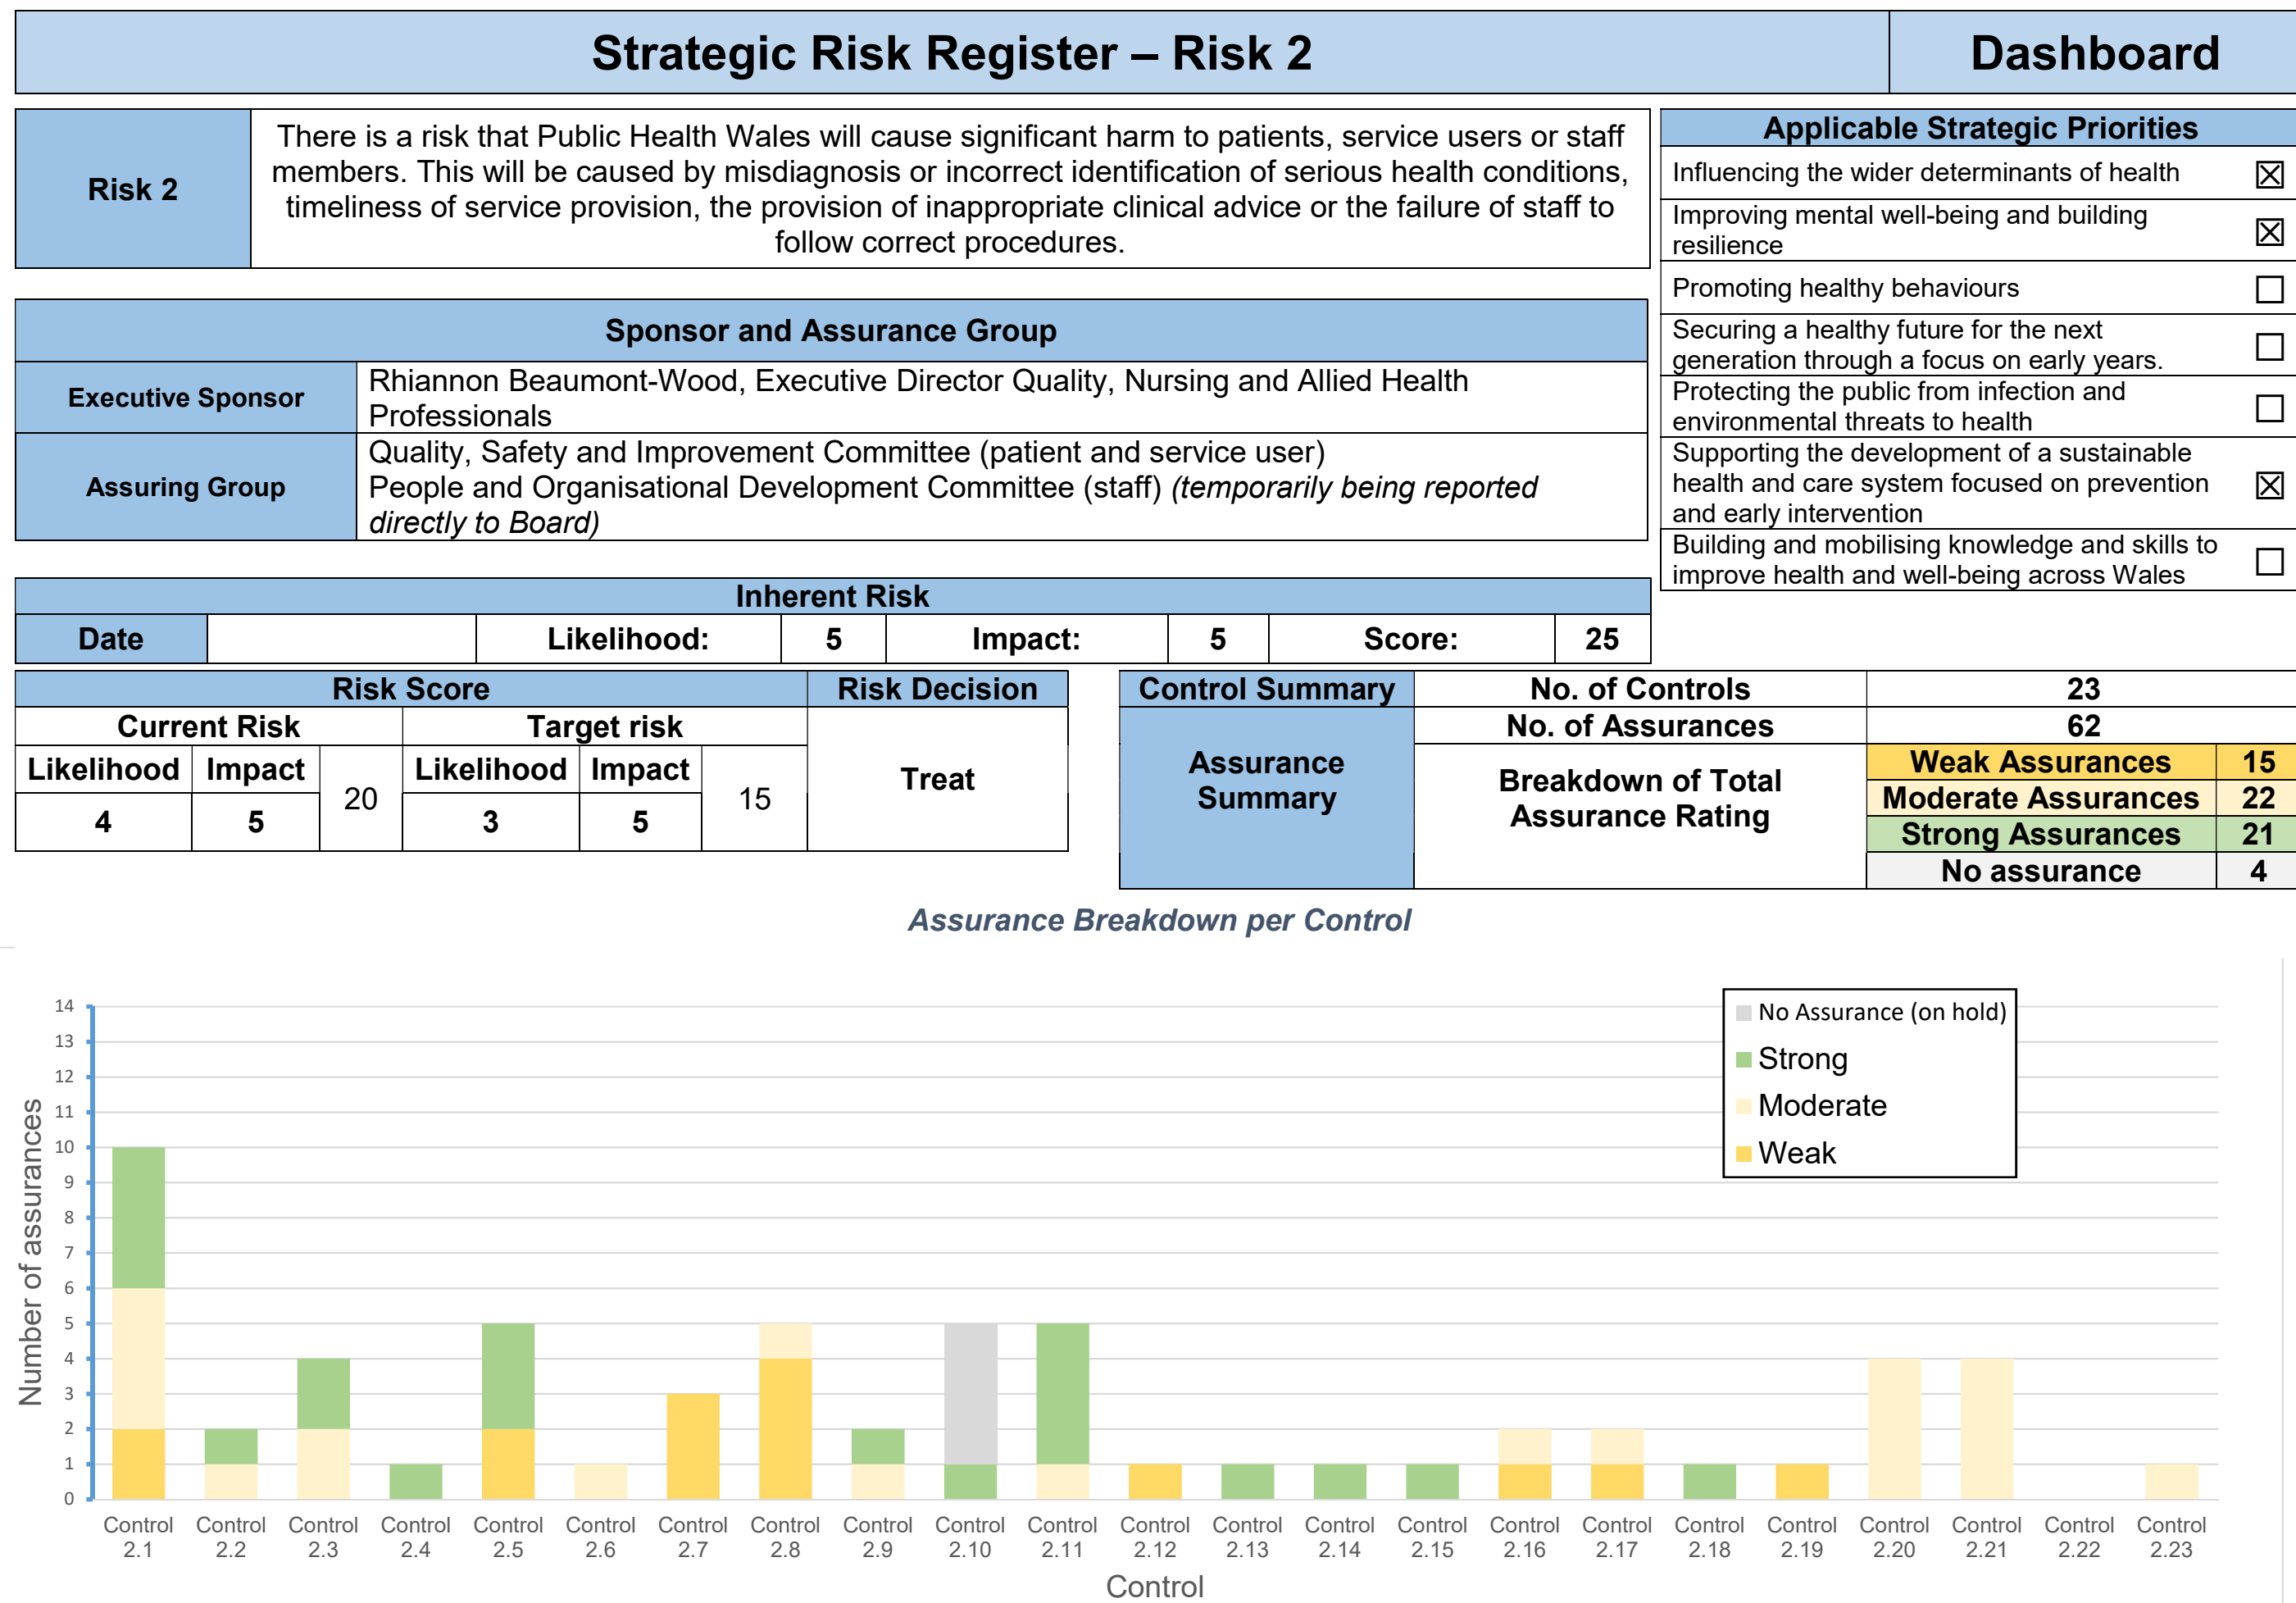 Strategic Risk Register – Risk 2
Dashboard
Risk 2
There is a risk that Public Health Wales will cause significant harm to patients, service users or staff
members. This will be caused by misdiagnosis or incorrect identification of serious health conditions,
timeliness of service provision, the provision of inappropriate clinical advice or the failure of staff to
follow correct procedures.
Applicable Strategic Priorities
Influencing the wider determinants of health ☒
Improving mental well-being and building
resilience ☒
Promoting healthy behaviours ☐
Securing a healthy future for the next
generation through a focus on early years. ☐
Protecting the public from infection and
environmental threats to health ☐
Supporting the development of a sustainable
health and care system focused on prevention ☒
and early intervention
Building and mobilising knowledge and skills to
improve health and well-being across Wales ☐
Sponsor and Assurance Group
Executive Sponsor
Rhiannon Beaumont-Wood, Executive Director Quality, Nursing and Allied Health
Professionals
Assuring Group
Quality, Safety and Improvement Committee (patient and service user)
People and Organisational Development Committee (staff) (temporarily being reported
directly to Board)
Inherent Risk
Date Likelihood: 5 Impact: 5 Score: 25
Risk Score Risk Decision
Current Risk Target risk
Likelihood Impact 20 Likelihood Impact 15 Treat
4 5 3 5
Control Summary No. of Controls 23
Assurance
Summary
No. of Assurances 62
Breakdown of Total
Assurance Rating
Weak Assurances 15
Moderate Assurances 22
Strong Assurances 21
No assurance 4
Assurance Breakdown per Control
No Assurance (on hold)
Strong
Moderate
Weak
Number of assurances
14
13
12
11
10
9
8
7
6
5
4
3
2
1
0
Control Control Control Control Control Control Control Control Control Control Control Control Control Control Control Control Control Control Control Control Control Control Control
2.1 2.2 2.3 2.4 2.5 2.6 2.7 2.8 2.9 2.10 2.11 2.12 2.13 2.14 2.15 2.16 2.17 2.18 2.19 2.20 2.21 2.22 2.23
Control